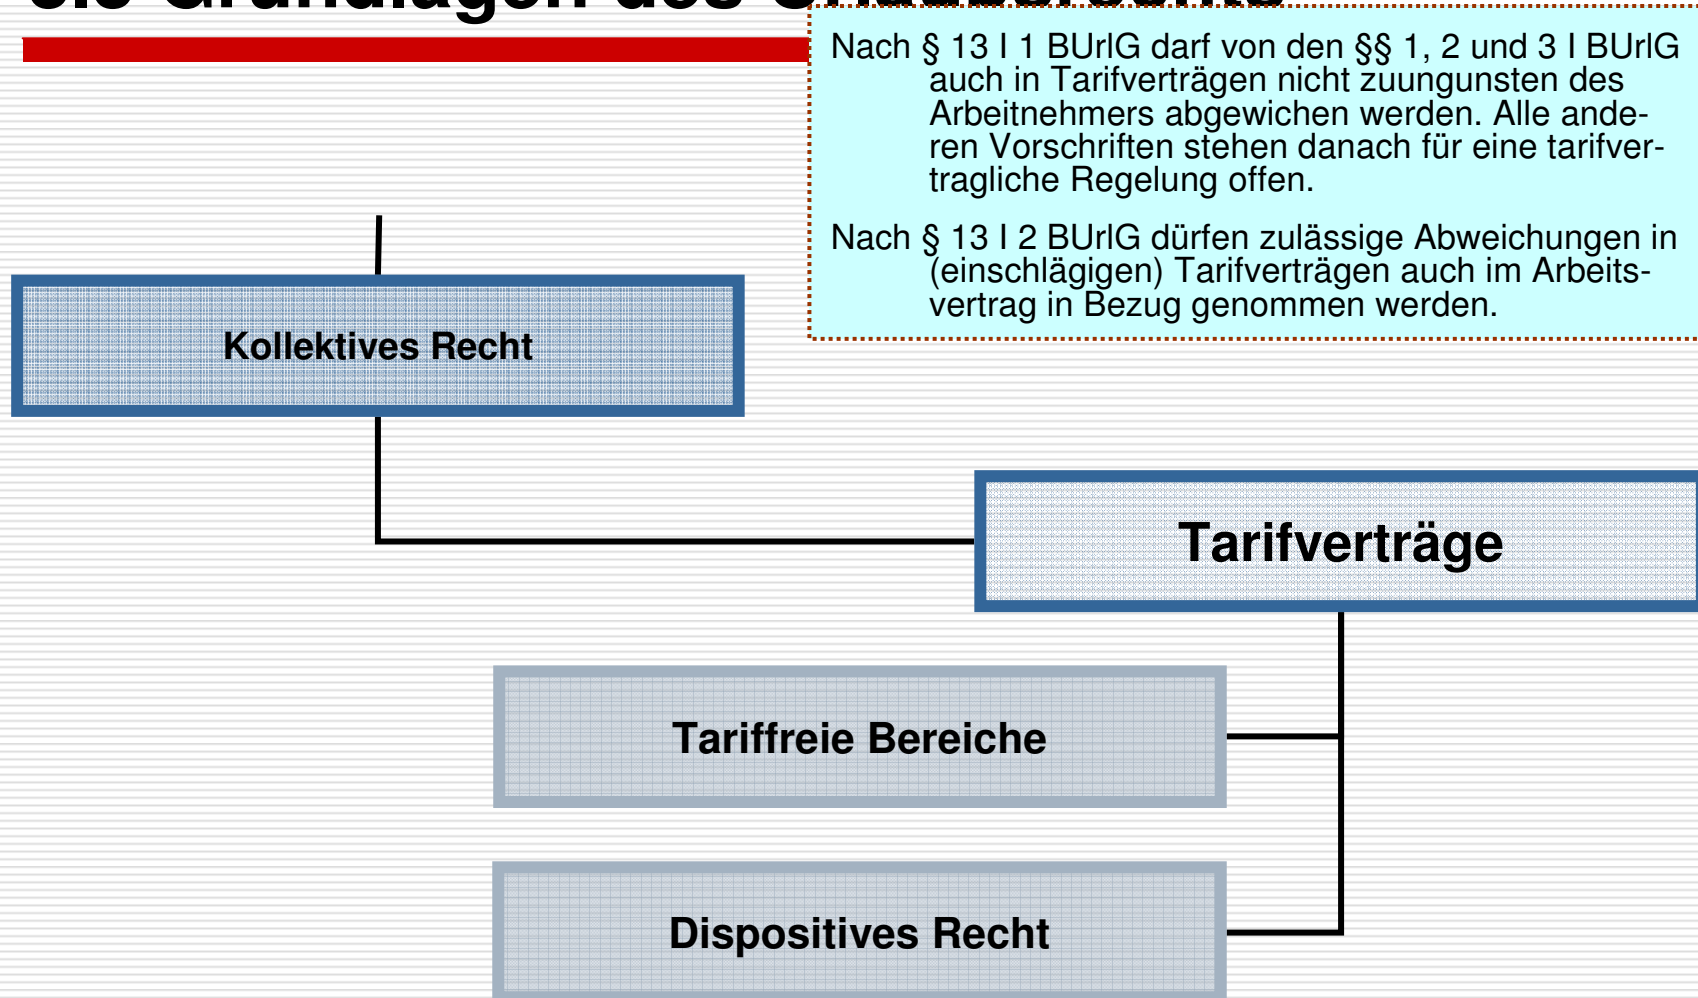 Grundlagen des
Nach § 13 I 1 BUrlG darf von den §§ 1, 2 und 3 I BUrlG
auch in Tarifverträgen nicht zuungunsten des
Arbeitnehmers abgewichen werden. Alle ande-
ren Vorschriften stehen danach für eine tarifver-
tragliche Regelung offen.
Nach § 13 I 2 BUrlG dürfen zulässige Abweichungen in
(einschlägigen) Tarifverträgen auch im Arbeits-
vertrag in Bezug genommen werden.
Kollektives Recht
Tarifverträge
Tariffreie Bereiche
Dispositives Recht